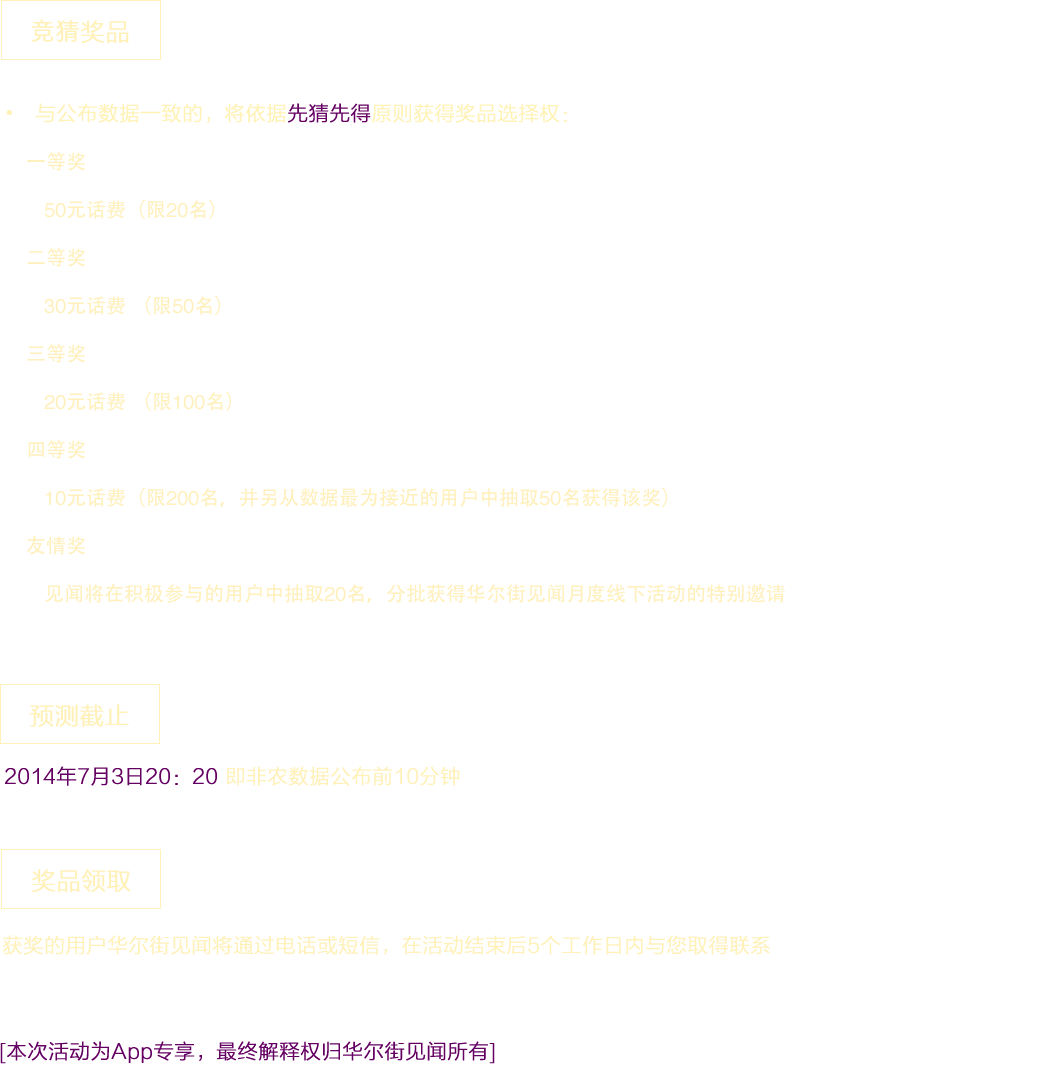 竞猜奖品
• 与公布数据一致的，将依据先猜先得原则获得奖品选择权：
一等奖
50元话费（限20名）
二等奖
30元话费 （限50名）
三等奖
20元话费 （限100名）
四等奖
10元话费（限200名，并另从数据最为接近的用户中抽取50名获得该奖）
友情奖
见闻将在积极参与的用户中抽取20名，分批获得华尔街见闻月度线下活动的特别邀请
预测截止
2014年7月3日20：20 即非农数据公布前10分钟
奖品领取
获奖的用户华尔街见闻将通过电话或短信，在活动结束后5个工作日内与您取得联系
[本次活动为App专享，最终解释权归华尔街见闻所有]